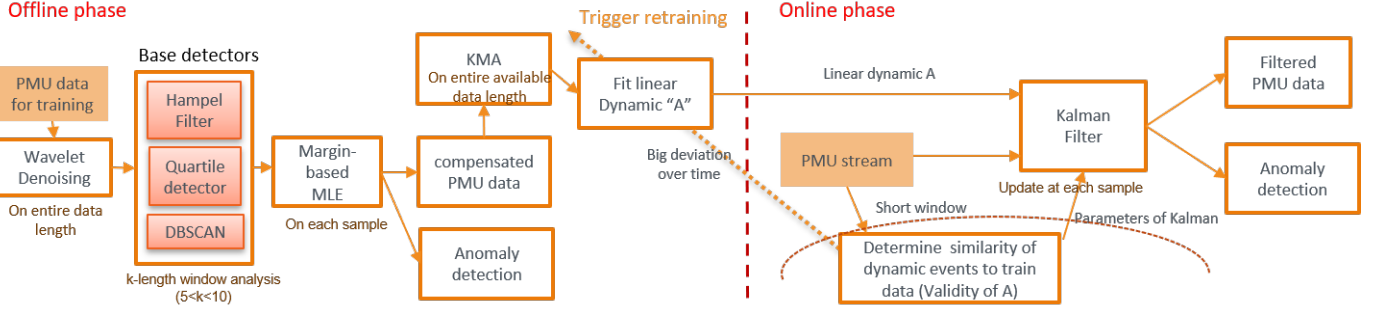 Offline phase
Trigger retraining
Online phase
Base detectors
PMU data
for training
Wavelet
Denoising
On entire data
length
Hampel
Filter
Quartile
detector
DBSCAN
k-length window analysis
(5<k<10)
Margin-
based
MLE
On each sample
KMA
On entire available
data length
compensated
PMU data
Anomaly
detection
Fit linear
Dynamic “A”
Big deviation
over time
Linear dynamic A
PMU stream
Short window
Determine similarity of
dynamic events to train
data (Validity of A)
Kalman
Filter
Update at each sample
Parameters of Kalman
Filtered
PMU data
Anomaly
detection